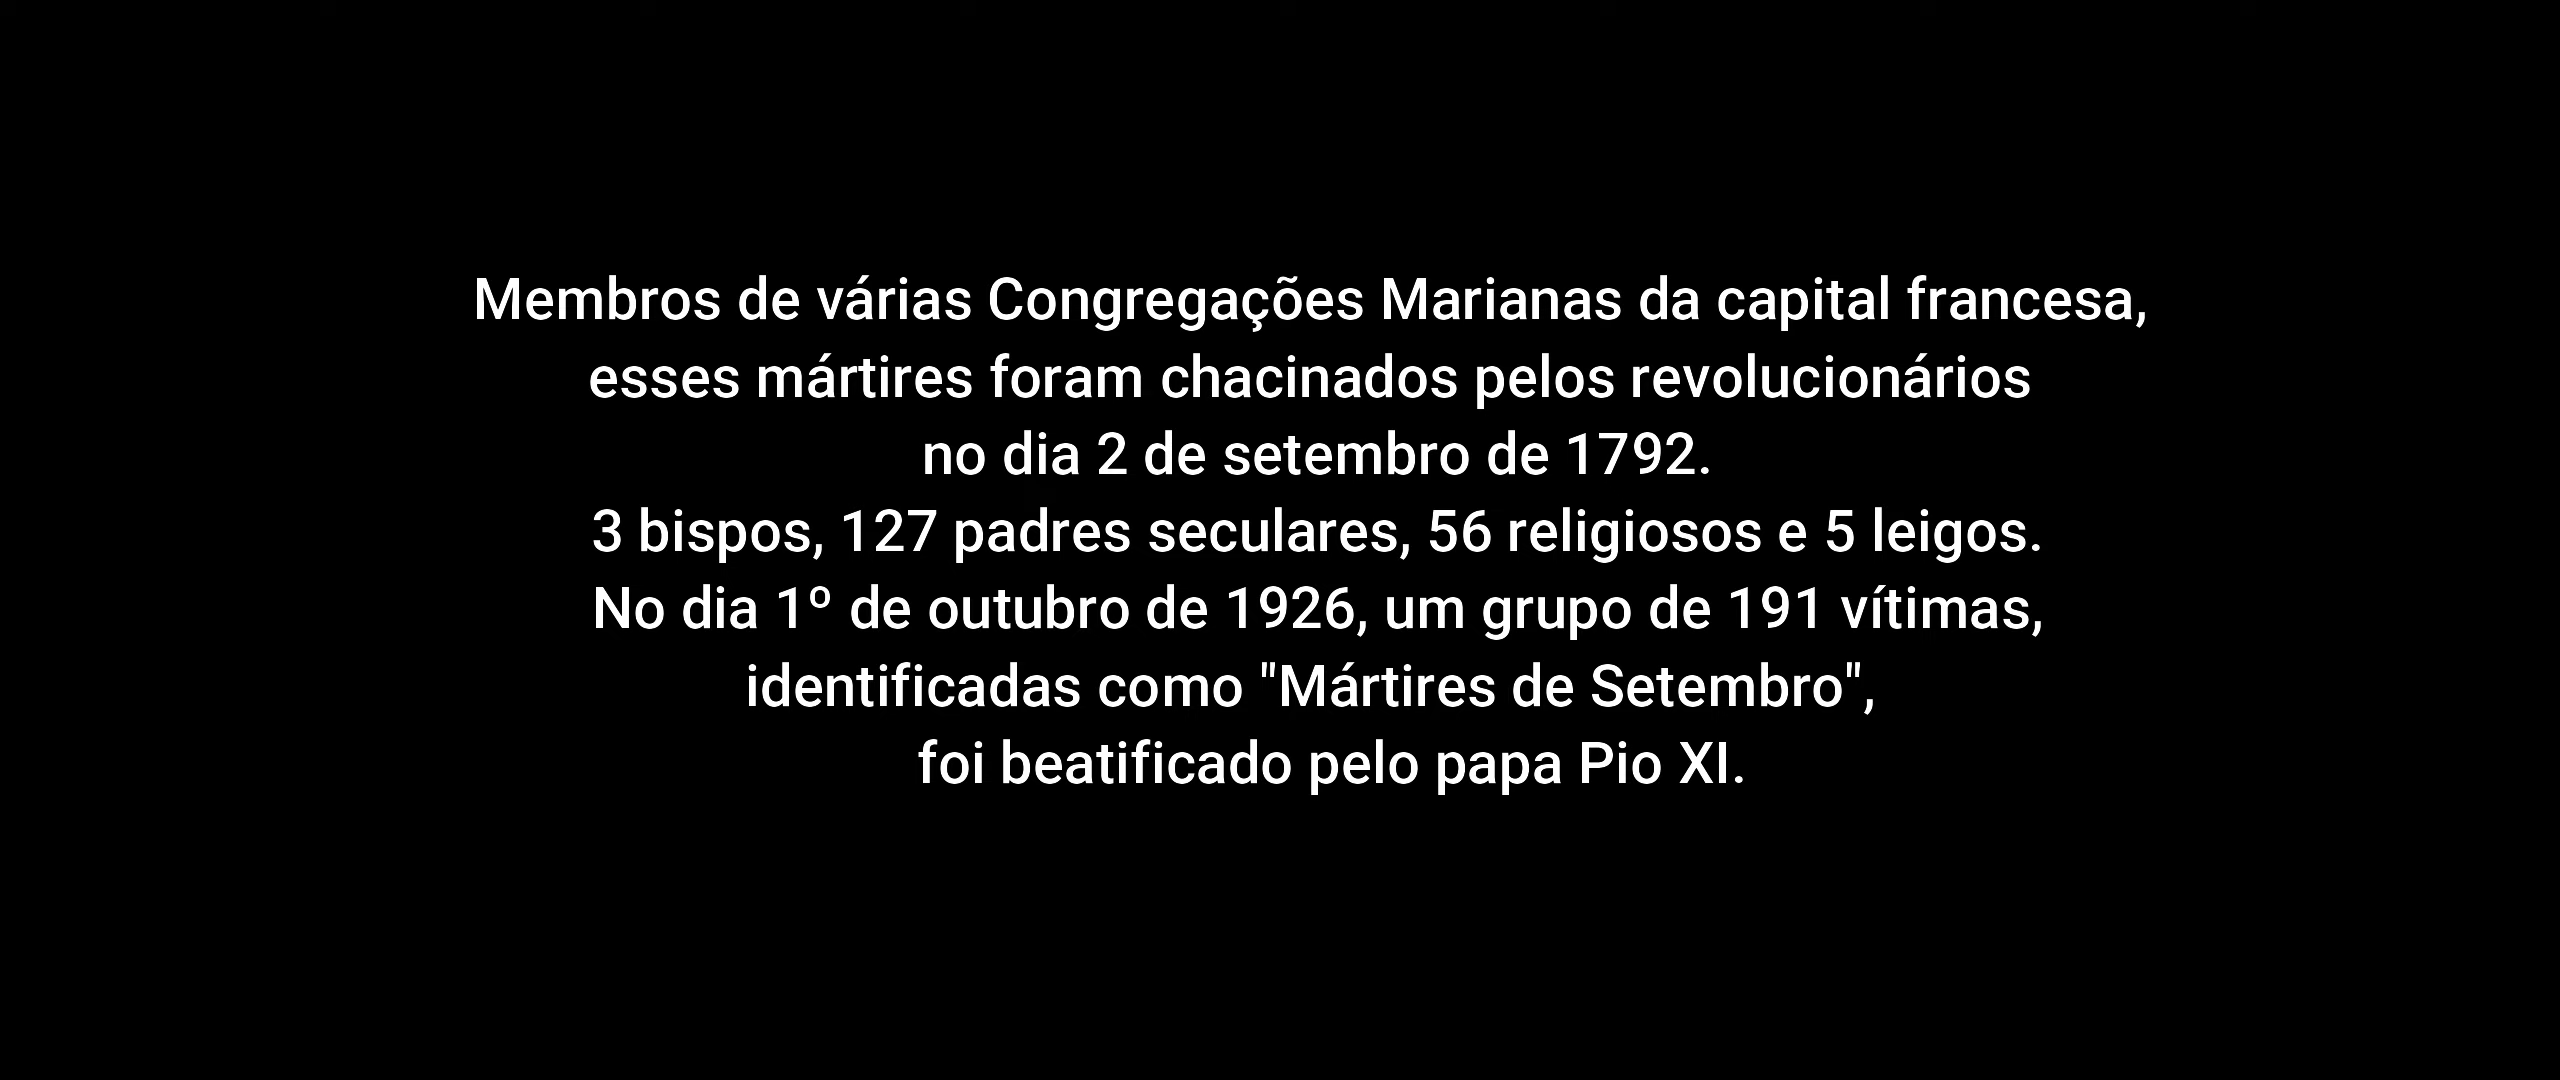 Membros de várias Congregações Marianas da capital francesa,
esses mártires foram chacinados pelos revolucionários
no dia 2 de setembro de 1792.
3 bispos, 127 padres seculares, 56 religiosos e 5 leigos.
No dia 1º de outubro de 1926, um grupo de 191 vítimas,
identificadas como "Mártires de Setembro",
foi beatificado pelo papa Pio XI.